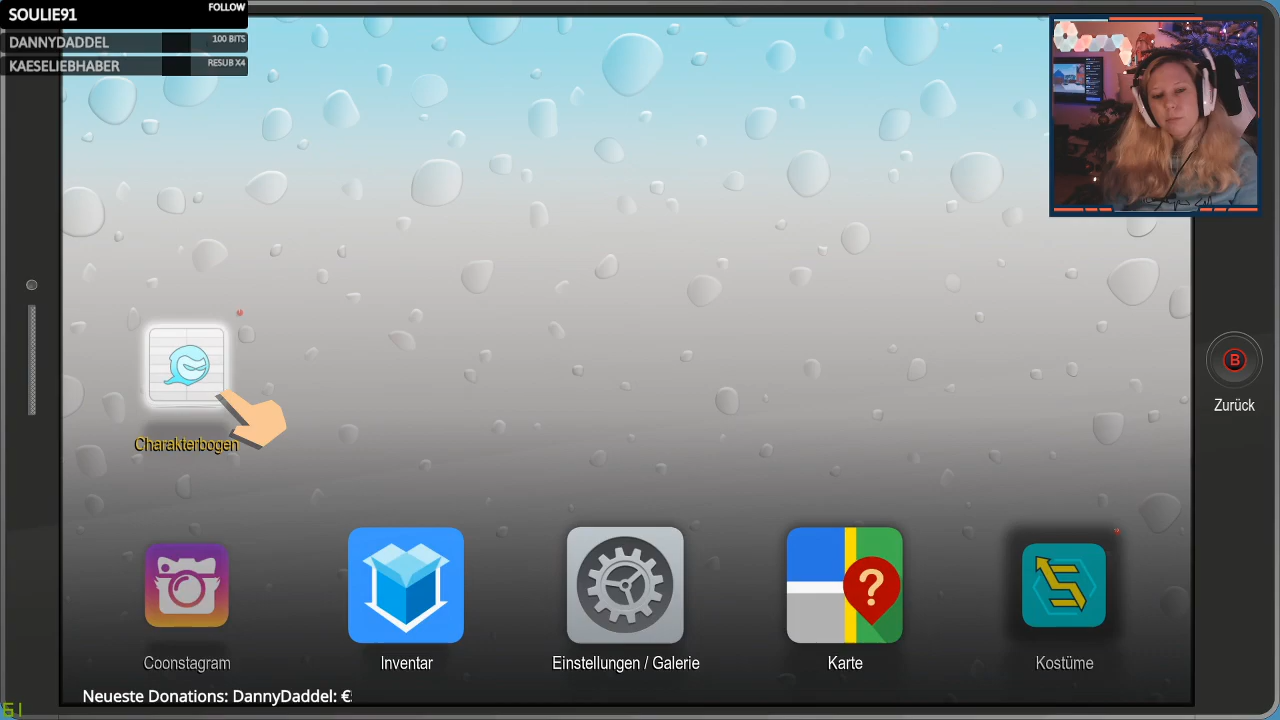 SOULIE91
FOLLOW
DANNYDADDEL
100 BITS
KAESELIEBHABER
RESUB X4
B
Zurück
Charakterbogen
?
Coonstagram
Inventar
Einstellungen / Galerie
Karte
Kostüme
Neueste Donations: DannyDaddel: €